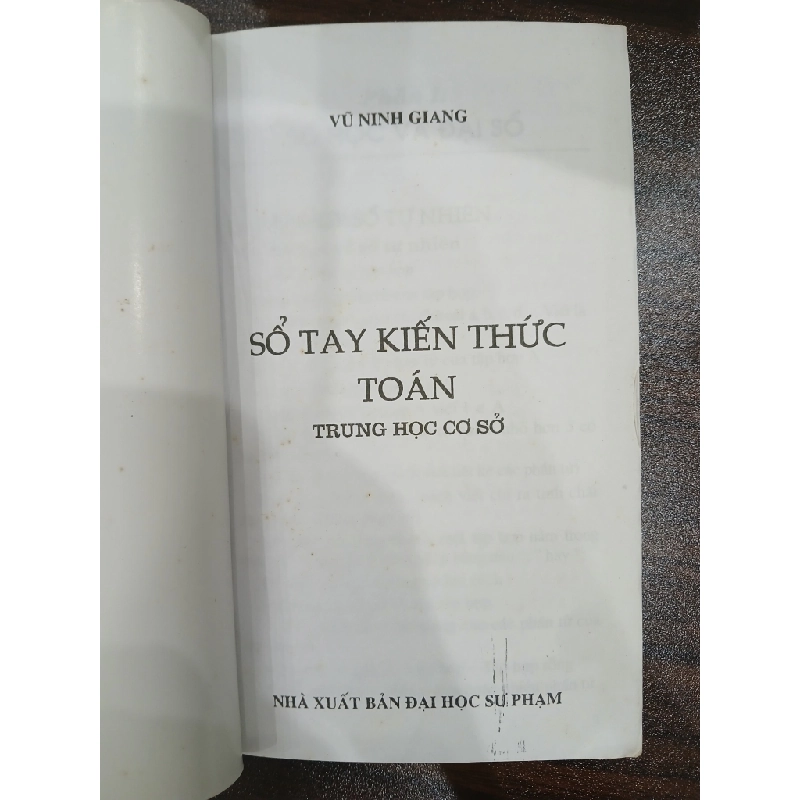 VŨ NINH GIANG
SỔ TAY KIẾN THỨC
TOÁN
TRUNG HỌC CƠ SỞ
NHÀ XUẤT BẢN ĐẠI HỌC SƯ PHẠM